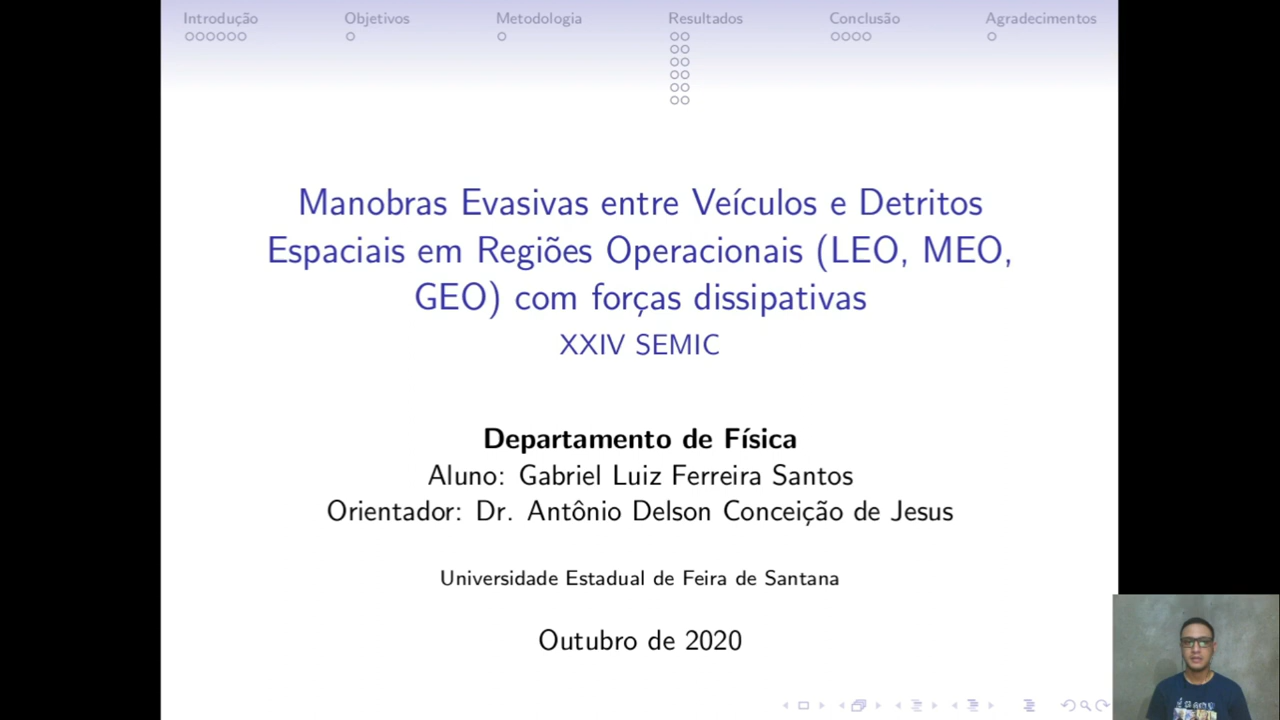 Introdução Objetivos Metodologia Resultados Conclusão Agradecimentos
Manobras Evasivas entre Veículos e Detritos
Espaciais em Regiões Operacionais (LEO, MEO,
GEO) com forças dissipativas
XXIV SEMIC
Departamento de Física
Aluno: Gabriel Luiz Ferreira Santos
Orientador: Dr. Antônio Delson Conceição de Jesus
Universidade Estadual de Feira de Santana
Outubro de 2020